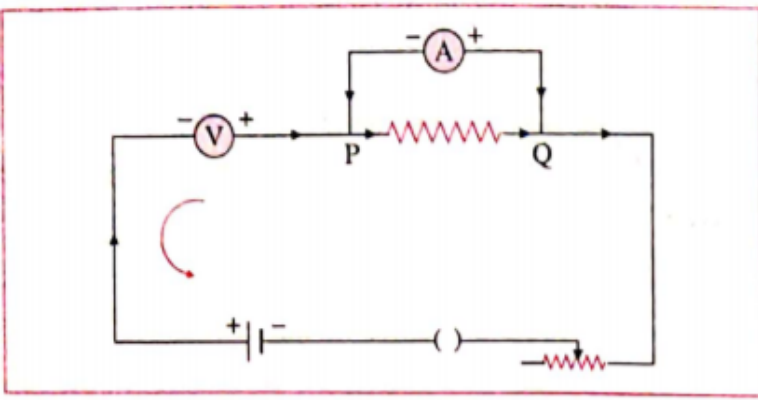 − A +
− V +
P Q
+ − ( )